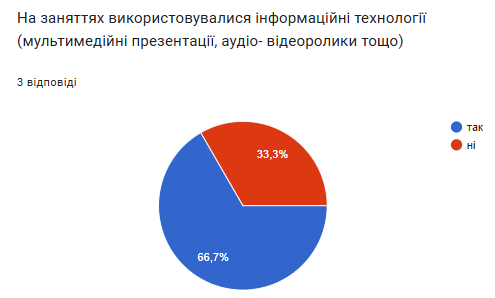 На заняттях використовувалися інформаційні технології
(мультимедійні презентації, аудіо- відеоролики тощо)
3 відповіді
так
ні
33,3%
66,7%